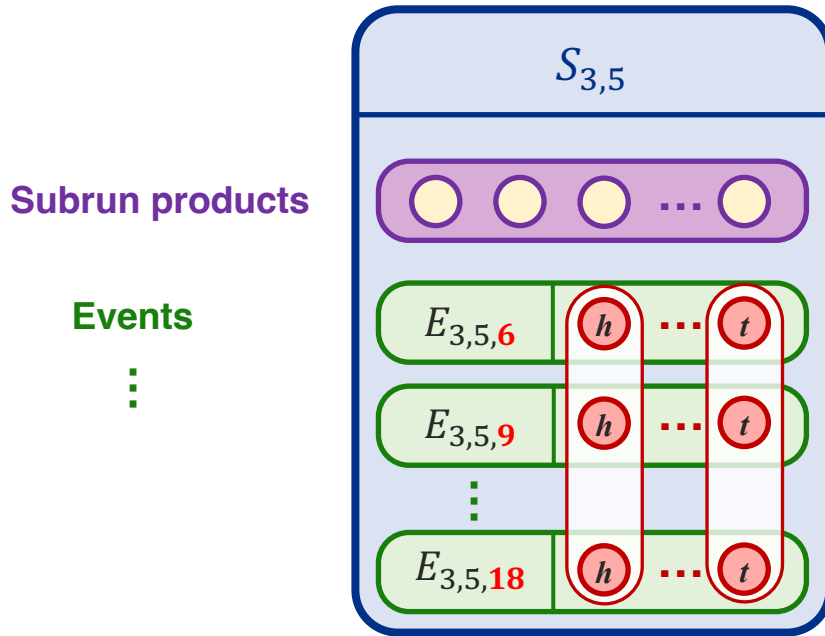 S3,5
Subrun products ...
Events
E3,5,6 h ... t
⋮
E3,5,9 h ... t
⋮
E3,5,18 h ... t